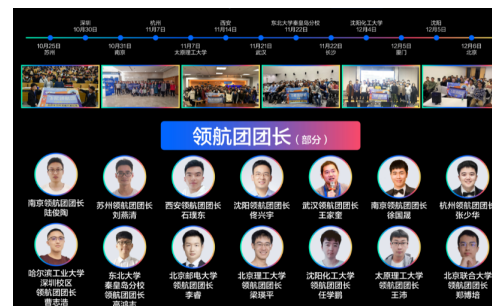 深圳 杭州 西安 东北大学秦皇岛分校 沈阳化工大学 沈阳
10月30日 11月7日 11月14日 11月22日 12月4日 12月5日
10月25日 10月31日 11月7日 11月21日 11月22日 12月5日 12月6日
苏州 南京 太原理工大学 武汉 长沙 厦门 北京
领航团团长（部分）
南京领航团团长 苏州领航团团长 西安领航团团长 沈阳领航团团长 武汉领航团团长 南京领航团团长 杭州领航团团长
陆俊陶 刘燕清 石璞东 佟兴宇 王家奎 徐国晟 张少华
哈尔滨工业大学 东北大学 北京邮电大学 北京理工大学 沈阳化工大学 太原理工大学 北京联合大学
深圳校区 秦皇岛分校 领航团团长 领航团团长 领航团团长 领航团团长 领航团团长
领航团团长 领航团团长 李睿 梁瑛平 任学鹏 王沛 郑博培
曹志浩 高鸿志